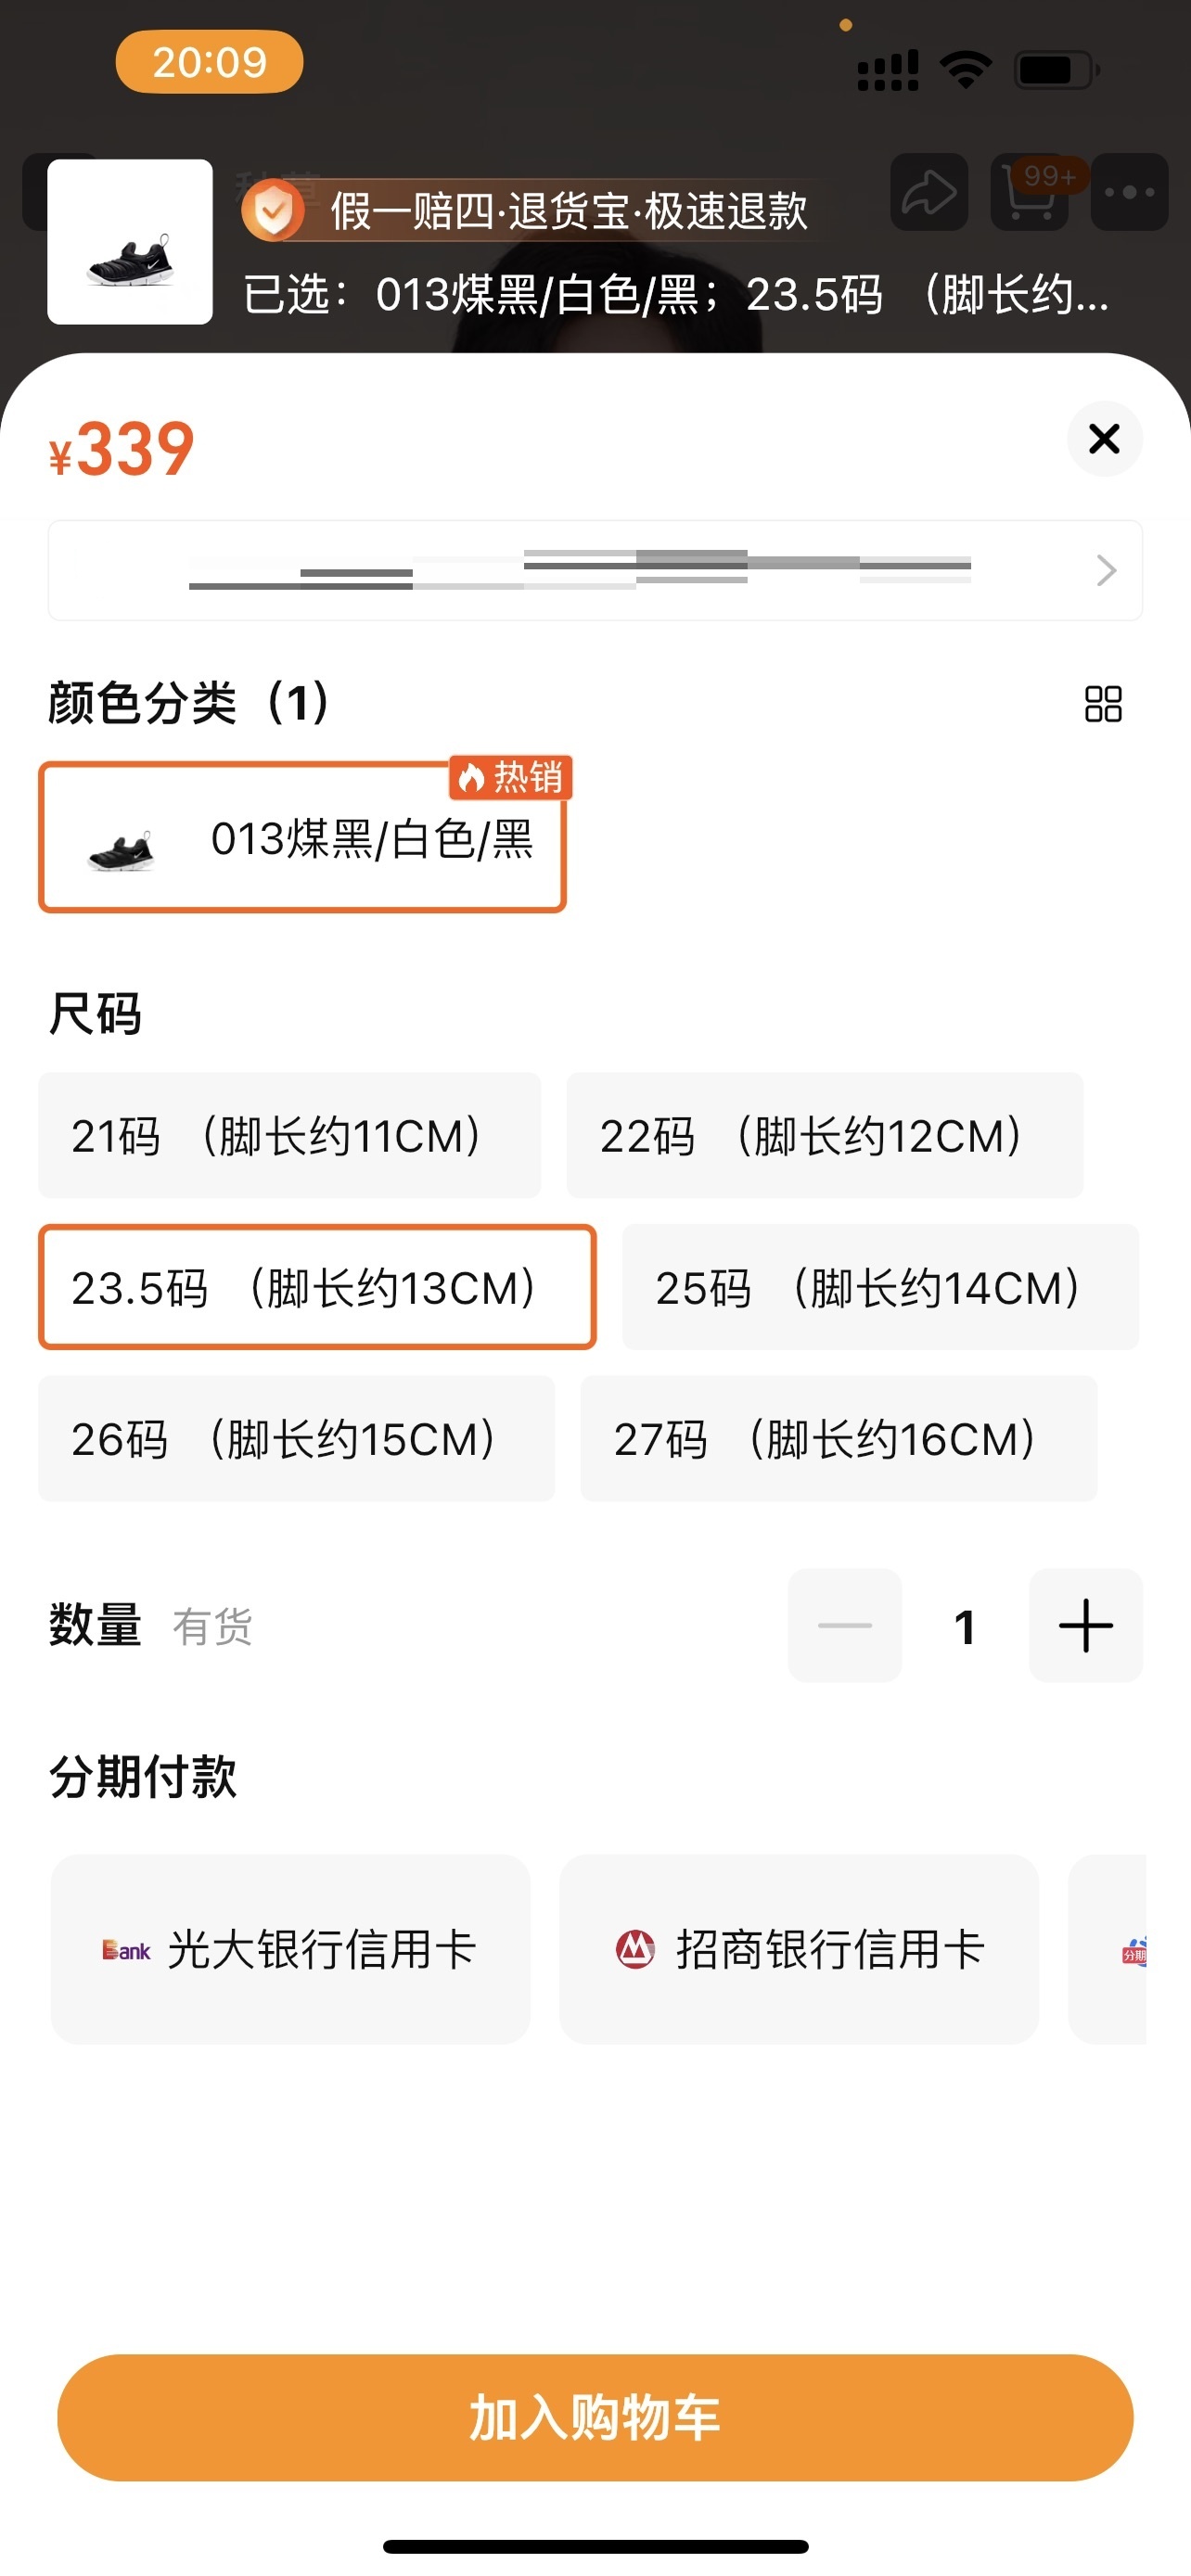 20:09
99+
假一赔四·退货宝·极速退款
已选：013煤黑/白色/黑；23.5码 （脚长约...
¥339
颜色分类（1）
热销
013煤黑/白色/黑
尺码
21码 （脚长约11CM）
22码 （脚长约12CM）
23.5码 （脚长约13CM）
25码 （脚长约14CM）
26码 （脚长约15CM）
27码 （脚长约16CM）
数量 有货
1
分期付款
Bank 光大银行信用卡
招商银行信用卡
分期
加入购物车